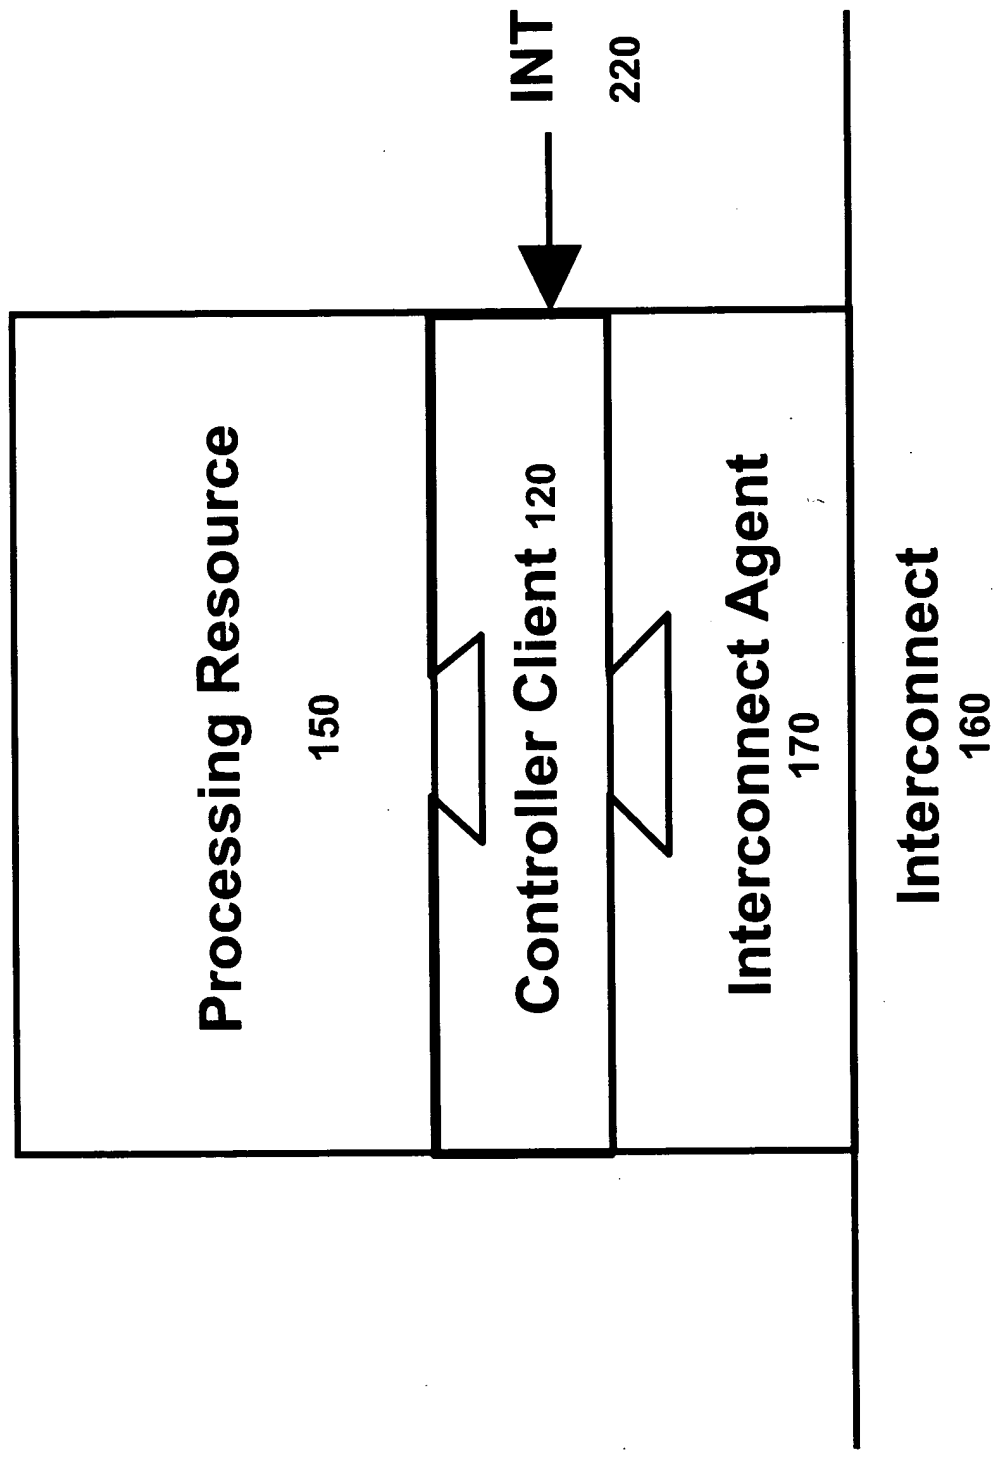 Processing Resource
150
Controller Client 120
INT
220
Interconnect Agent
170
Interconnect
160